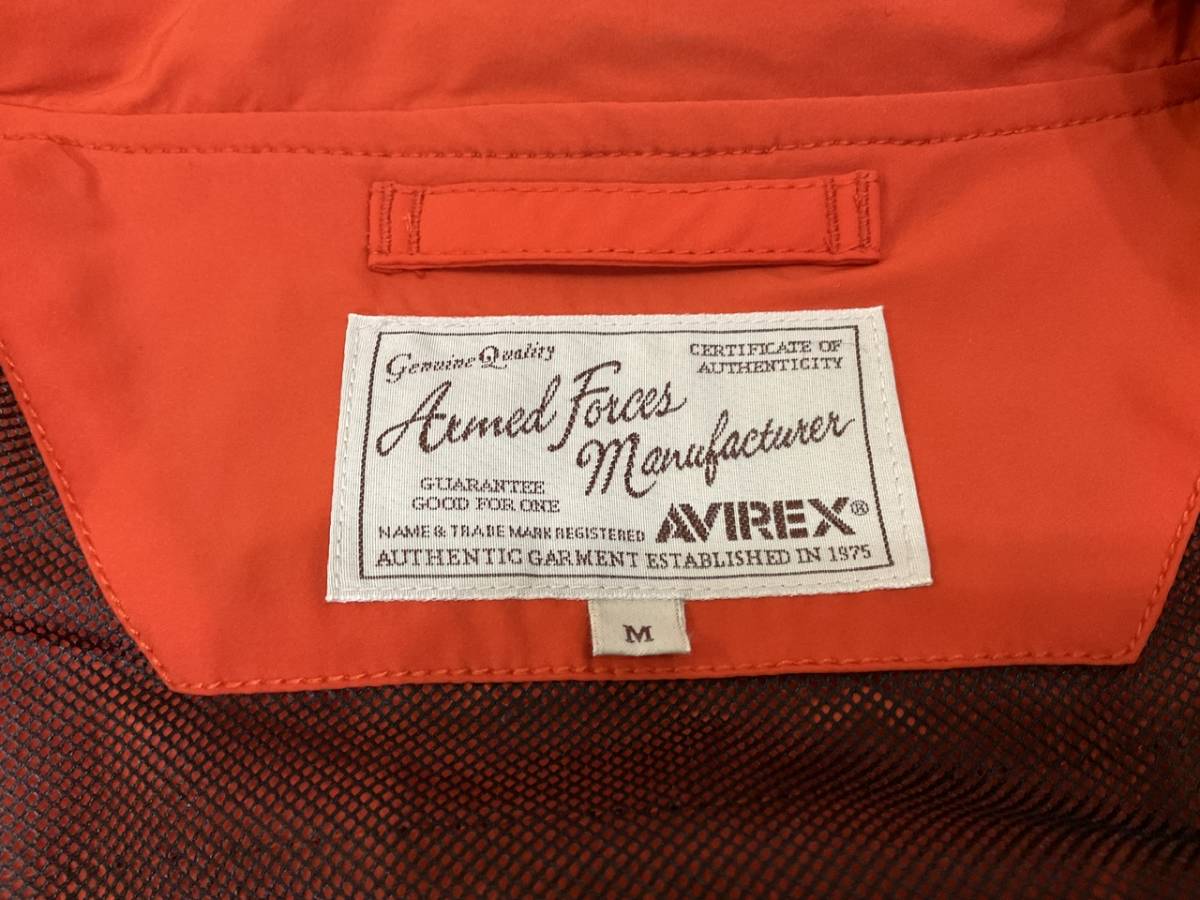 Genuine Quality
CERTIFICATE OF
AUTHENTICITY
Armed Forces
Manufacturer
GUARANTEE
GOOD FOR ONE
NAME & TRADE MARK REGISTERED
AVIREX®
AUTHENTIC GARMENT ESTABLISHED IN 1975
M